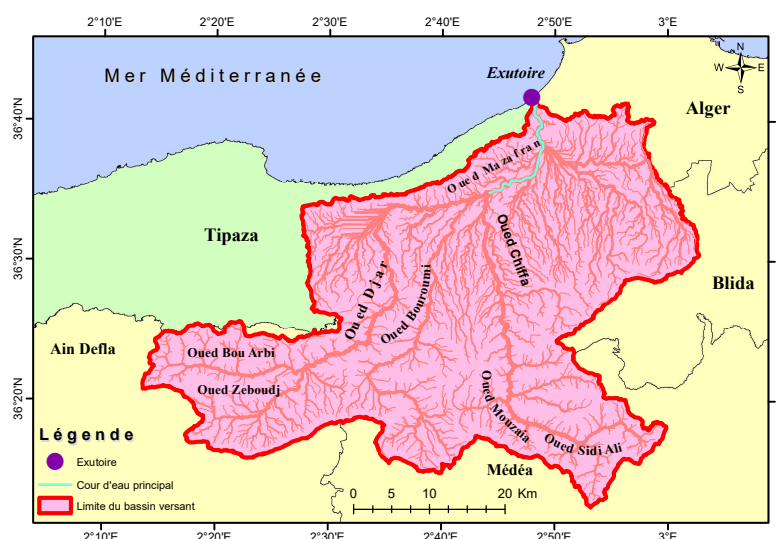 2°10'E 2°20'E 2°30'E 2°40'E 2°50'E 3°E
Mer Méditerranée
Exutoire
N
W E
S
Alger
36°40'N
Oued Mazafran
Tipaza
Oued Chiffa
36°30'N
Oued Djar
Oued Bouroumi
Blida
Ain Defla
Oued Bou Arbi
Oued Zeboudj
36°20'N
Oued Mouzaia
Oued Sidi Ali
Médéa
Légende
Exutoire
Cour d'eau principal
Limite du bassin versant
0 5 10 20 Km
2°10'E 2°20'E 2°30'E 2°40'E 2°50'E 3°E